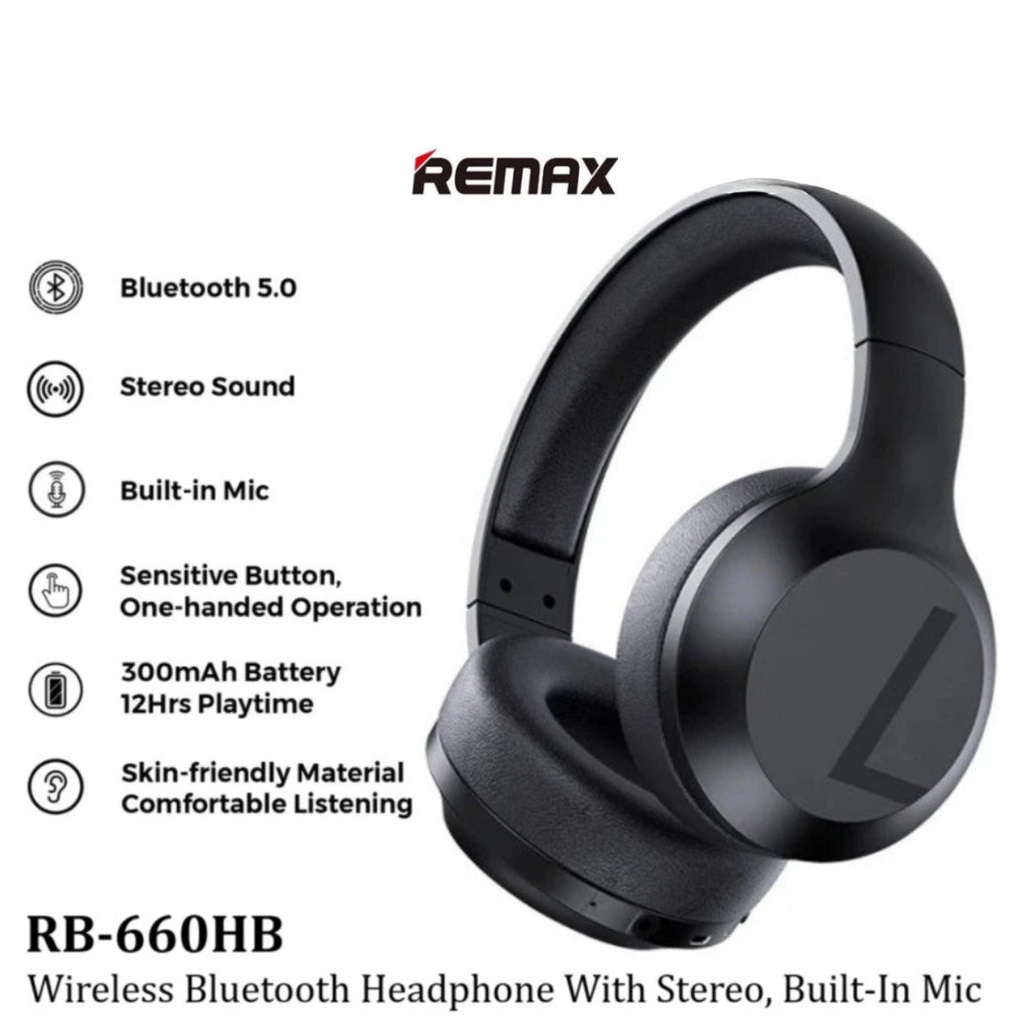 REMAX
Bluetooth 5.0
Stereo Sound
Built-in Mic
Sensitive Button,
One-handed Operation
300mAh Battery
12Hrs Playtime
Skin-friendly Material
Comfortable Listening
L
RB-660HB
Wireless Bluetooth Headphone With Stereo, Built-In Mic